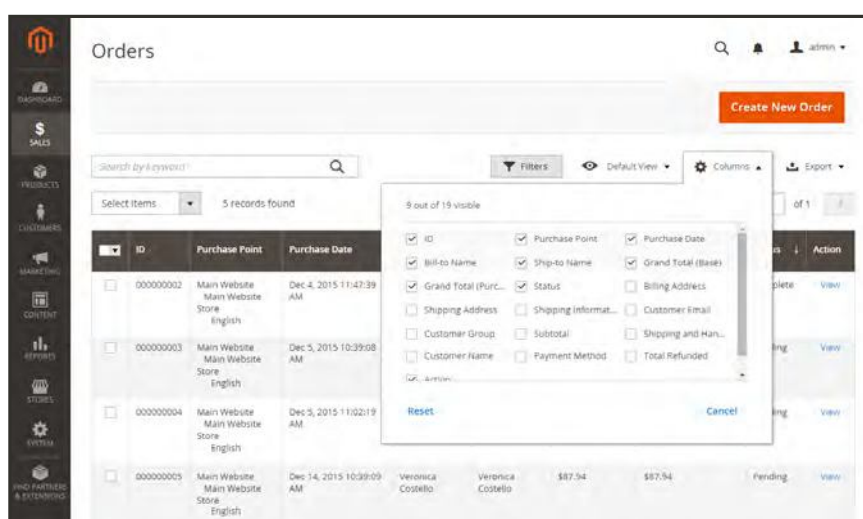 Orders
admin
DASHBOARD
SALES
PRODUCTS
CUSTOMERS
MARKETING
CONTENT
REPORTS
STORES
SYSTEM
FIND PARTNERS
& EXTENSIONS
Create New Order
Search by keyword
Filters
Default View
Columns
Export
Select Items
5 records found
of 1
9 out of 19 visible
ID Purchase Point Purchase Date
Bill-to Name Ship-to Name Grand Total (Base)
Grand Total (Purc... Status Billing Address
Shipping Address Shipping Informat... Customer Email
Customer Group Subtotal Shipping and Han...
Customer Name Payment Method Total Refunded
Action
Reset Cancel
ID Purchase Point Purchase Date us ↓ Action
000000002 Main Website Dec 4, 2015 11:47:39 plete View
Main Website AM
Store
English
000000003 Main Website Dec 5, 2015 10:39:08 ling View
Main Website AM
Store
English
000000004 Main Website Dec 5, 2015 11:02:19 ling View
Main Website AM
Store
English
000000005 Main Website Dec 14, 2015 10:39:09 Veronica Veronica $87.94 $87.94 Pending View
Main Website AM Costello Costello
Store
English